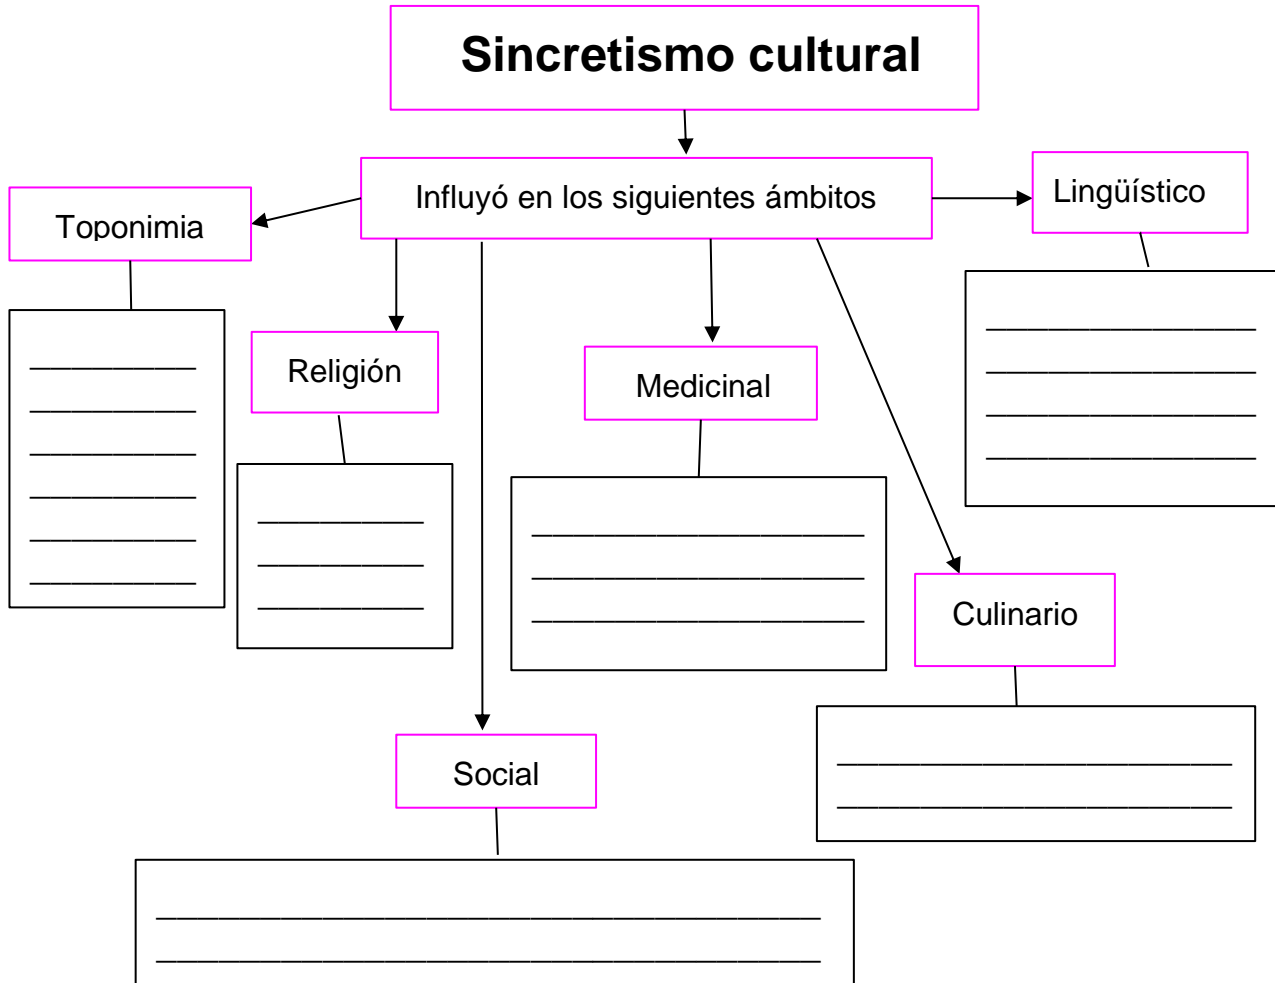 Sincretismo cultural
Influyó en los siguientes ámbitos
Lingüístico
Toponimia
Religión
Medicinal
Culinario
Social